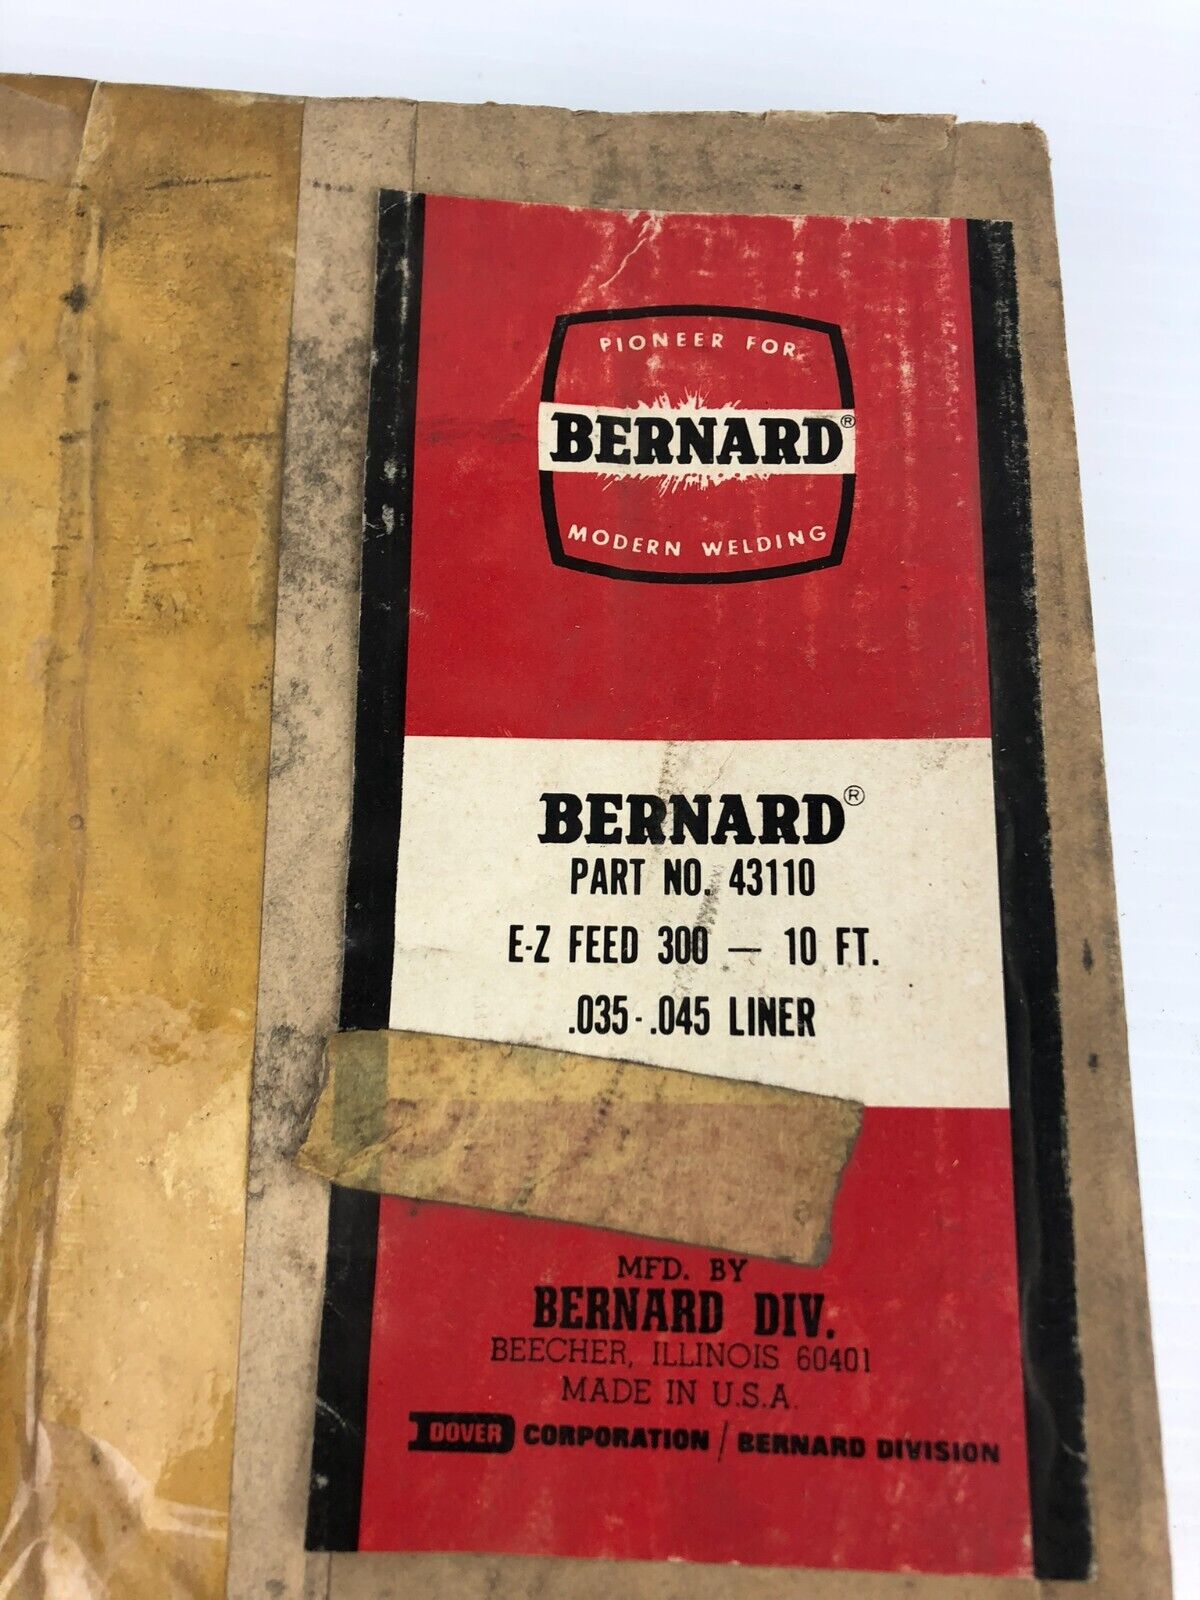 PIONEER FOR
BERNARD®
MODERN WELDING
BERNARD®
PART NO. 43110
E-Z FEED 300 — 10 FT.
.035-.045 LINER
MFD. BY
BERNARD DIV.
BEECHER, ILLINOIS 60401
MADE IN U.S.A.
DOVER CORPORATION / BERNARD DIVISION